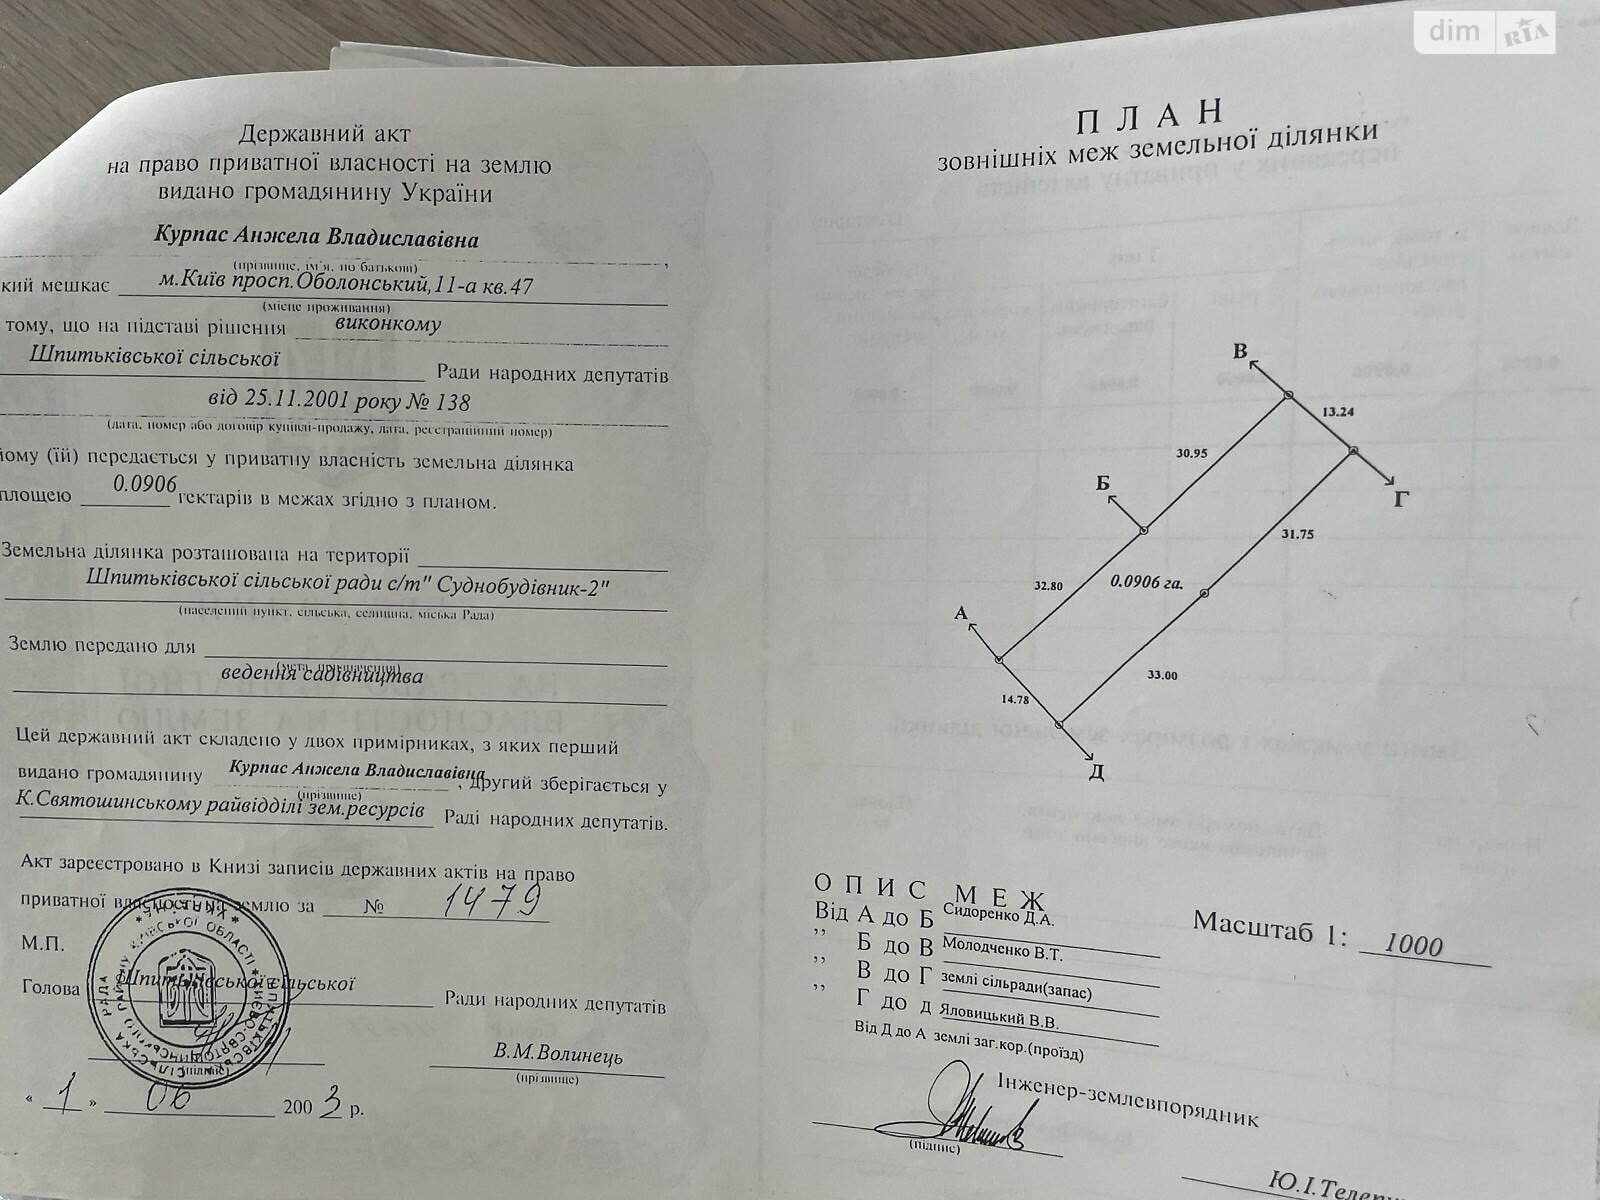 dim RIA
Державний акт
на право приватної власності на землю
видано громадянину України
Курпас Анжела Владиславівна
(прізвище, ім'я, по батькові)
кий мешкає м.Київ просп.Оболонський,11-а кв.47
(місце проживання)
тому, що на підставі рішення виконкому
Шпитьківської сільської Ради народних депутатів
від 25.11.2001 року № 138
(дата, номер або договір купівлі-продажу, дата, реєстраційний номер)
йому (їй) передається у приватну власність земельна ділянка
площею 0.0906 гектарів в межах згідно з планом.
Земельна ділянка розташована на території
Шпитьківської сільської ради с/т" Суднобудівник-2"
(населений пункт, сільська, селищна, міська Рада)
Землю передано для
(мета призначення)
ведення садівництва
Цей державний акт складено у двох примірниках, з яких перший
видано громадянину Курпас Анжела Владиславівна, другий зберігається у
(прізвище)
К.Святошинському райвідділі зем.ресурсів Раді народних депутатів.
Акт зареєстровано в Книзі записів державних актів на право
приватної власності на землю за № 1479
М.П.
Голова Шпитьківської сільської Ради народних депутатів
В.М.Волинець
(підпис) (прізвище)
« 1 » 06 2003 р.
ПЛАН
зовнішніх меж земельної ділянки
В
13.24
30.95
Б
Г
31.75
32.80
0.0906 га.
А
33.00
14.78
Д
ОПИС МЕЖ
Від А до Б Сидоренко Д.А.
,, Б до В Молодченко В.Т.
,, В до Г землі сільради(запас)
,, Г до Д Яловицький В.В.
Від Д до А землі заг.кор.(проїзд)
Масштаб 1: 1000
Інженер-землевпорядник
(підпис)